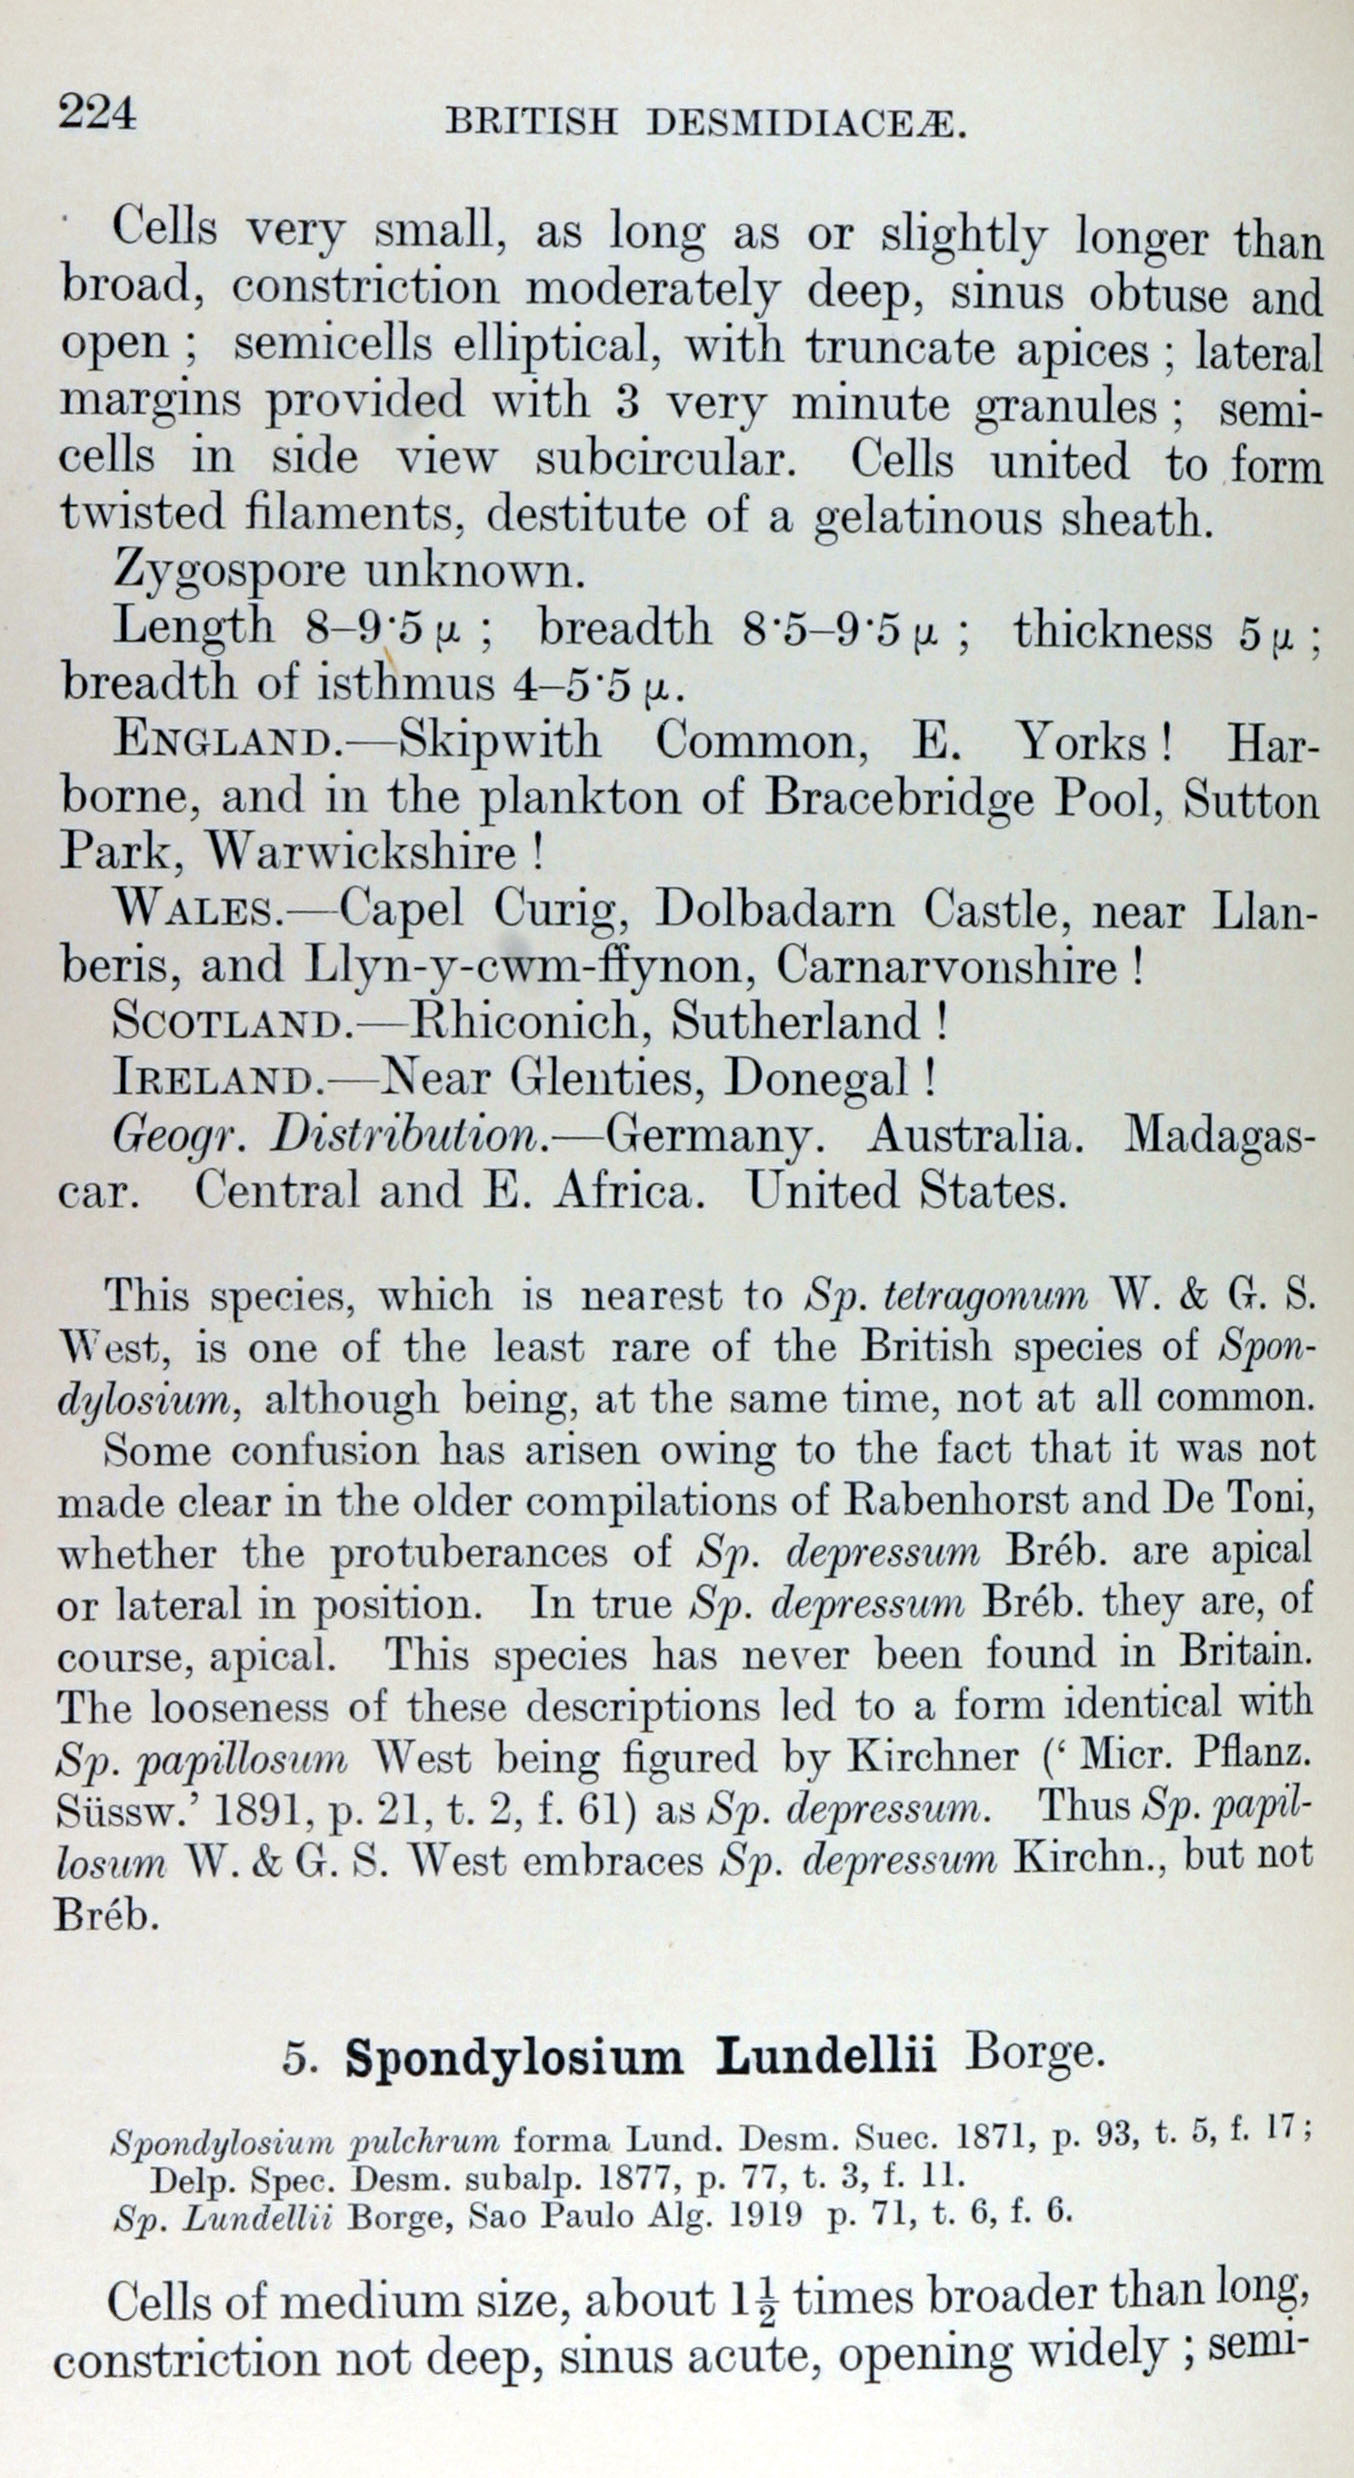 224
BRITISH DESMIDIACEÆ.
Cells very small, as long as or slightly longer than
broad, constriction moderately deep, sinus obtuse and
open ; semicells elliptical, with truncate apices ; lateral
margins provided with 3 very minute granules ; semi-
cells in side view subcircular. Cells united to form
twisted filaments, destitute of a gelatinous sheath.
Zygospore unknown.
Length 8–9·5 μ ; breadth 8·5–9·5 μ ; thickness 5 μ ;
breadth of isthmus 4–5·5 μ.
ENGLAND.—Skipwith Common, E. Yorks ! Har-
borne, and in the plankton of Bracebridge Pool, Sutton
Park, Warwickshire !
WALES.—Capel Curig, Dolbadarn Castle, near Llan-
beris, and Llyn-y-cwm-ffynon, Carnarvonshire !
SCOTLAND.—Rhiconich, Sutherland !
IRELAND.—Near Glenties, Donegal !
Geogr. Distribution.—Germany. Australia. Madagas-
car. Central and E. Africa. United States.
This species, which is nearest to Sp. tetragonum W. & G. S.
West, is one of the least rare of the British species of Spon-
dylosium, although being, at the same time, not at all common.
Some confusion has arisen owing to the fact that it was not
made clear in the older compilations of Rabenhorst and De Toni,
whether the protuberances of Sp. depressum Bréb. are apical
or lateral in position. In true Sp. depressum Bréb. they are, of
course, apical. This species has never been found in Britain.
The looseness of these descriptions led to a form identical with
Sp. papillosum West being figured by Kirchner (‘ Micr. Pflanz.
Süssw.’ 1891, p. 21, t. 2, f. 61) as Sp. depressum. Thus Sp. papil-
losum W. & G. S. West embraces Sp. depressum Kirchn., but not
Bréb.
5. Spondylosium Lundellii Borge.
Spondylosium pulchrum forma Lund. Desm. Suec. 1871, p. 93, t. 5, f. 17 ;
Delp. Spec. Desm. subalp. 1877, p. 77, t. 3, f. 11.
Sp. Lundellii Borge, Sao Paulo Alg. 1919 p. 71, t. 6, f. 6.
Cells of medium size, about 1½ times broader than long,
constriction not deep, sinus acute, opening widely ; semi-